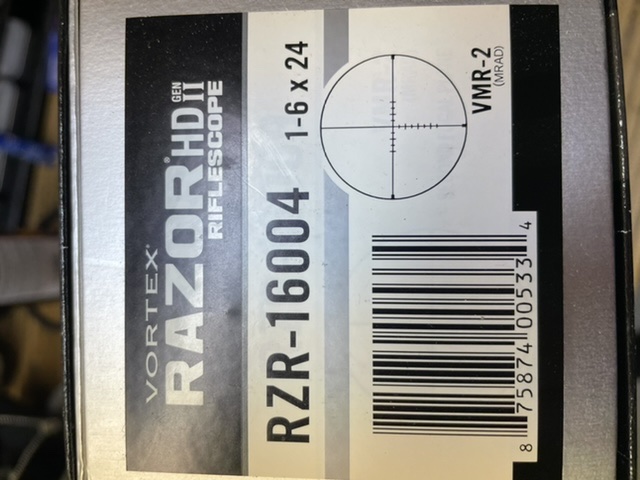 VORTEX®
RAZOR® HD GEN II
RIFLESCOPE
RZR-16004
1-6 x 24
VMR-2
(MRAD)
8 75874 00533 4